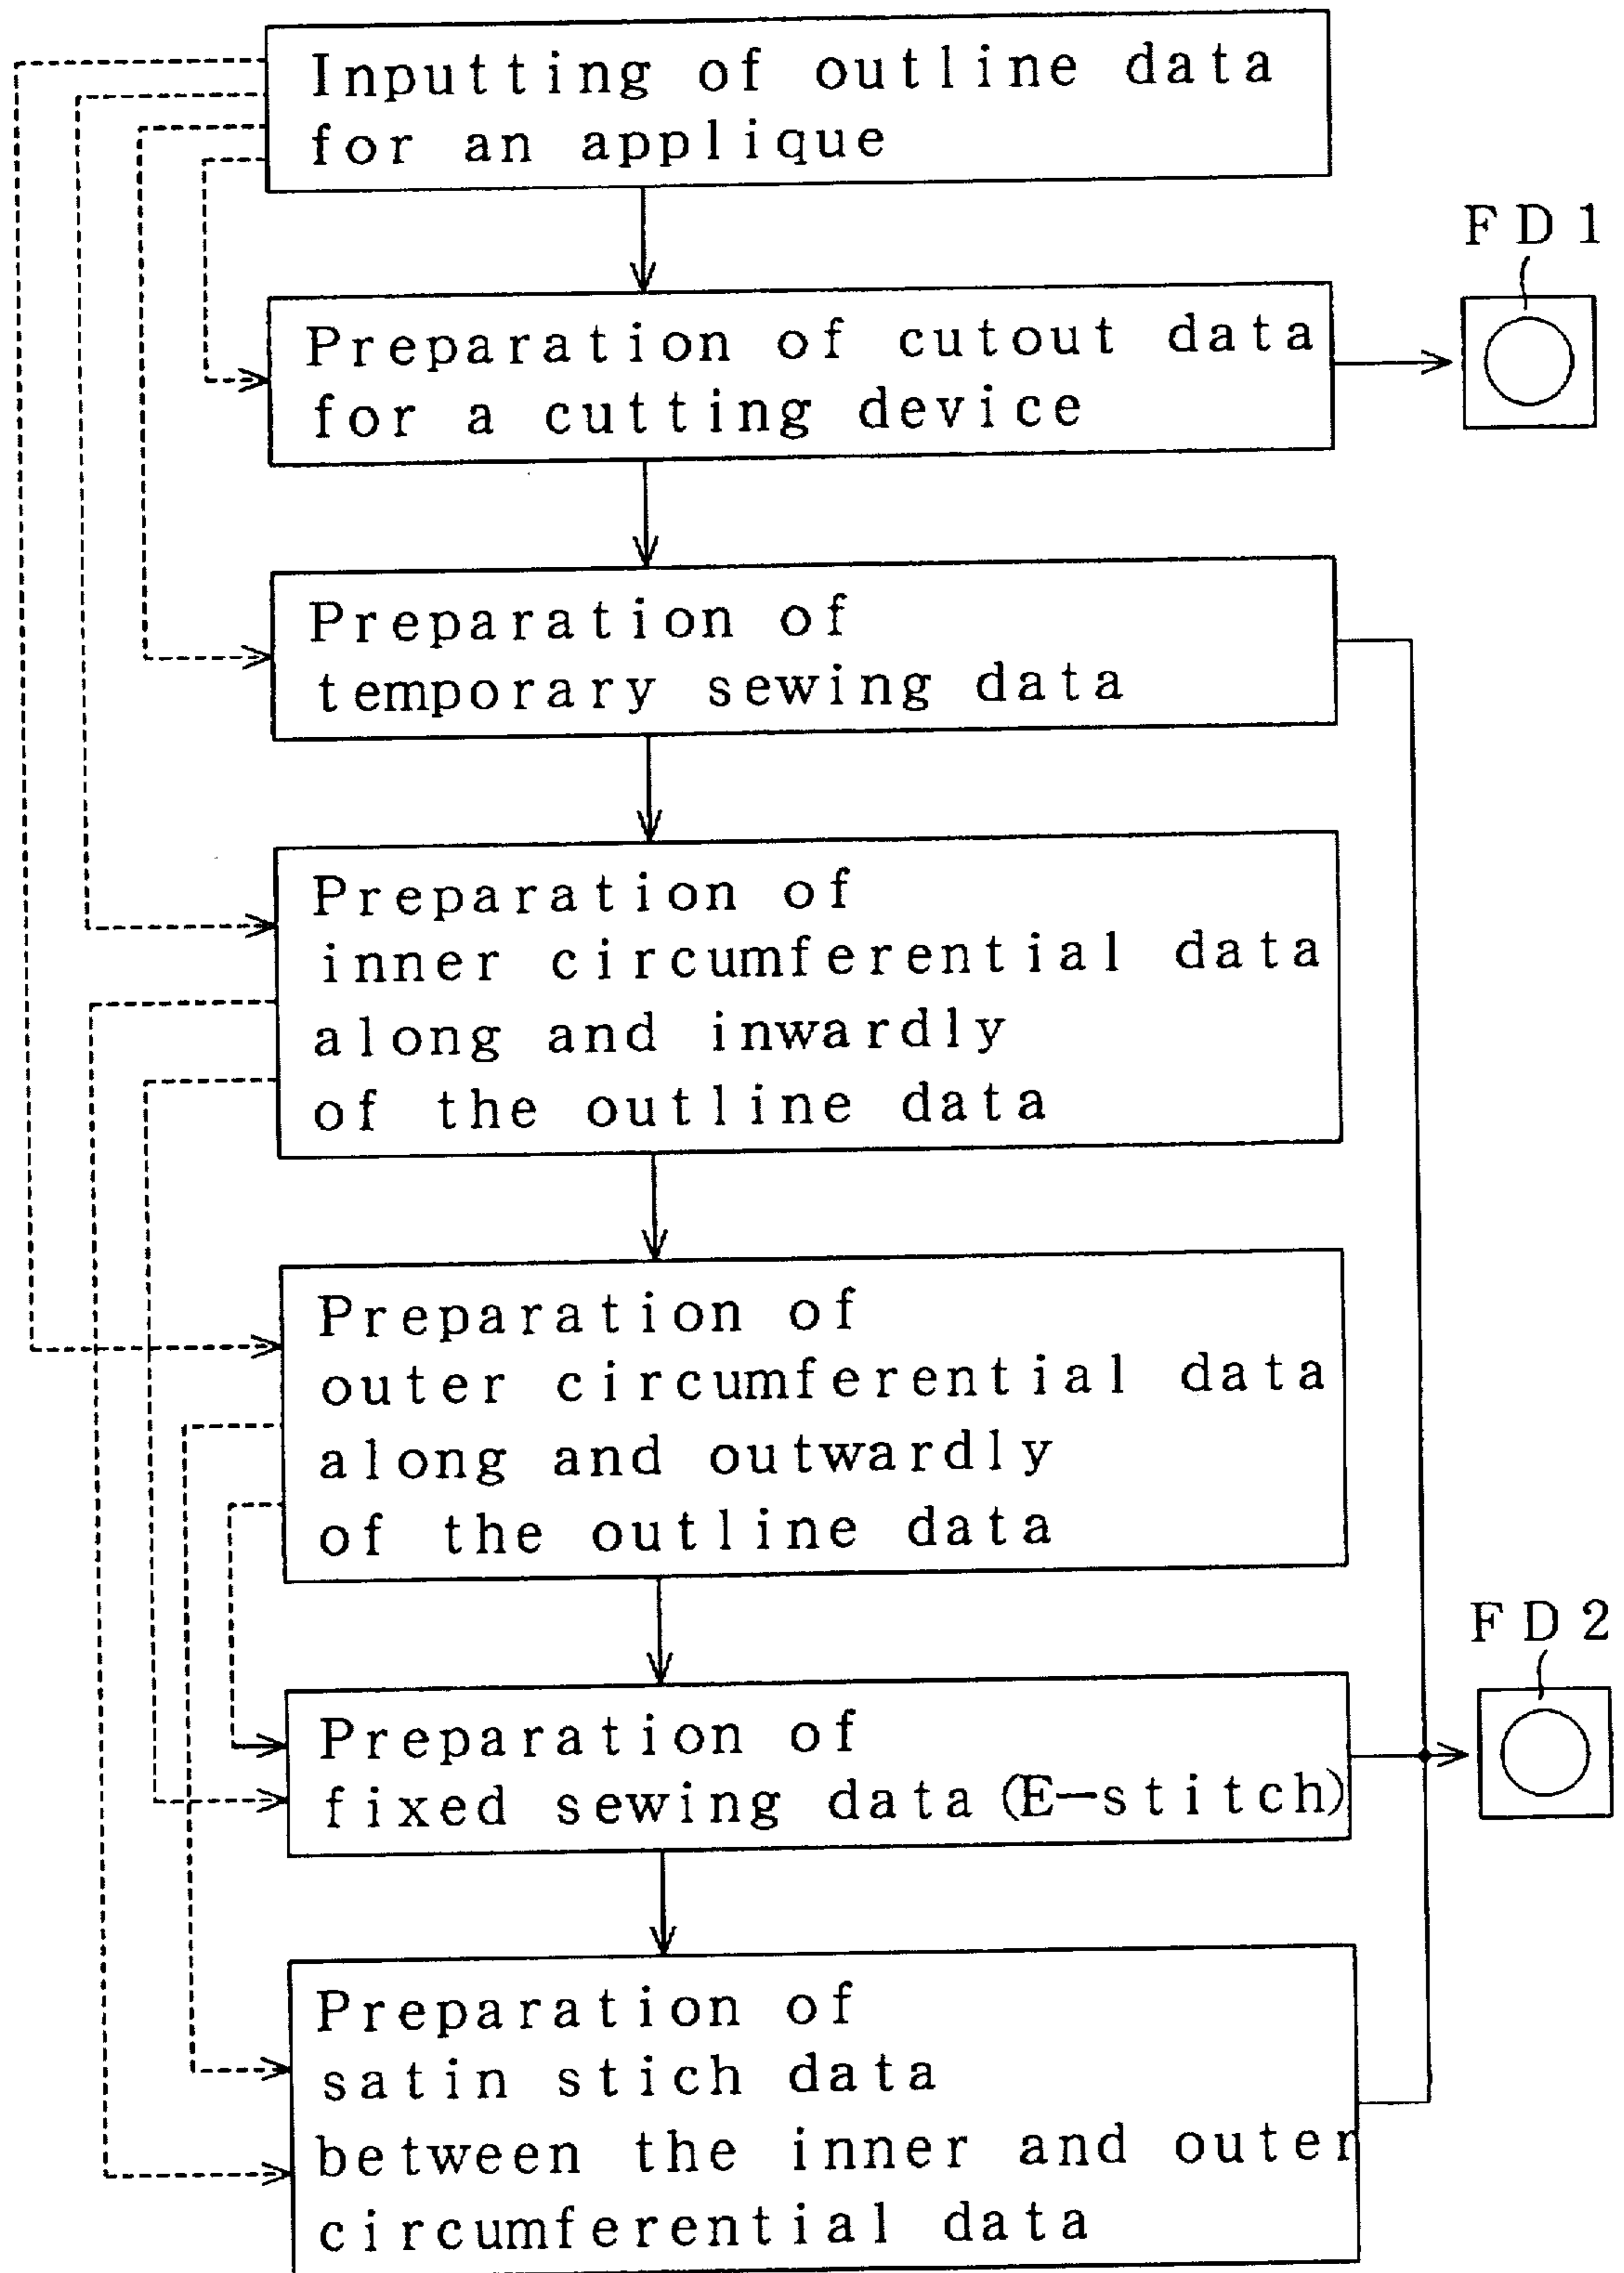 Inputting of outline data
for an applique
FD1
Preparation of cutout data
for a cutting device
Preparation of
temporary sewing data
Preparation of
inner circumferential data
along and inwardly
of the outline data
Preparation of
outer circumferential data
along and outwardly
of the outline data
FD2
Preparation of
fixed sewing data (E-stitch)
Preparation of
satin stich data
between the inner and outer
circumferential data